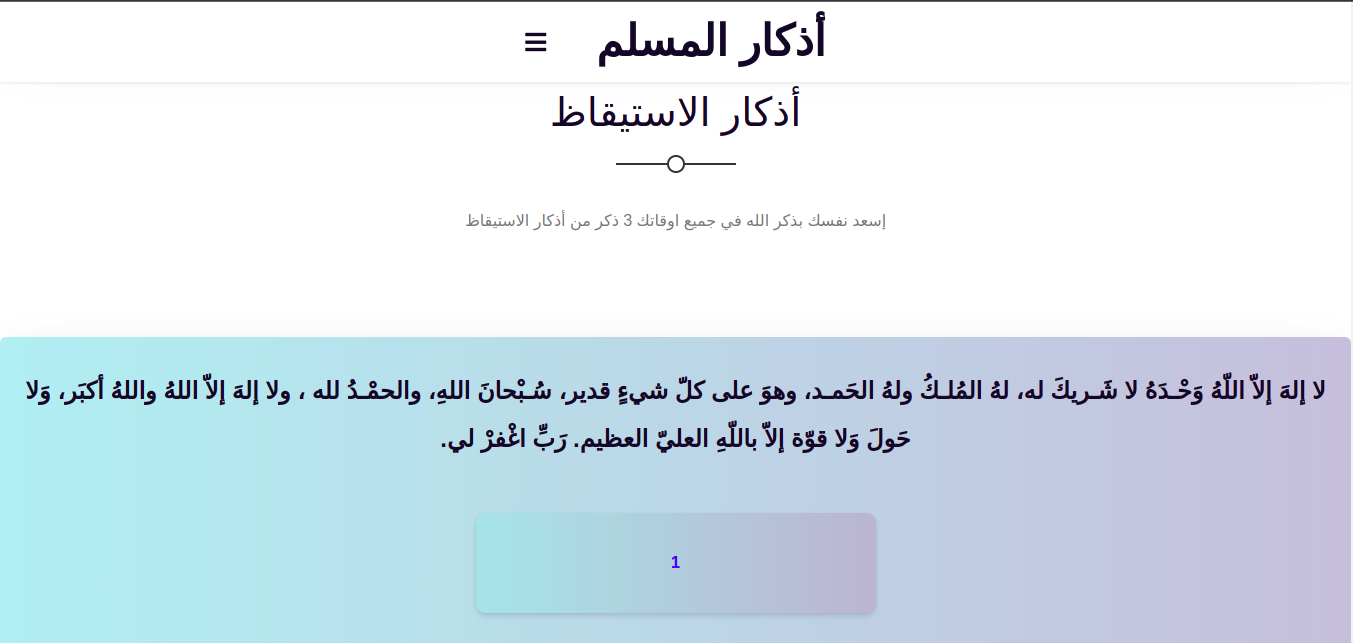 أذكار المسلم
أذكار الاستيقاظ
إسعد نفسك بذكر الله في جميع اوقاتك 3 ذكر من أذكار الاستيقاظ
لا إلهَ إلاّ اللّهُ وَحْـدَهُ لا شَـريكَ له، لهُ المُلـكُ ولهُ الحَمـد، وهوَ على كلّ شيءٍ قدير، سُـبْحانَ اللهِ، والحمْـدُ لله ، ولا إلهَ إلاّ اللهُ واللهُ أكبَر، وَلا
حَولَ وَلا قوّة إلاّ باللّهِ العليّ العظيم. رَبِّ اغْفرْ لي.
1